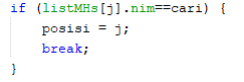 if (listMHs[j].nim==cari) {
    posisi = j;
    break;
}